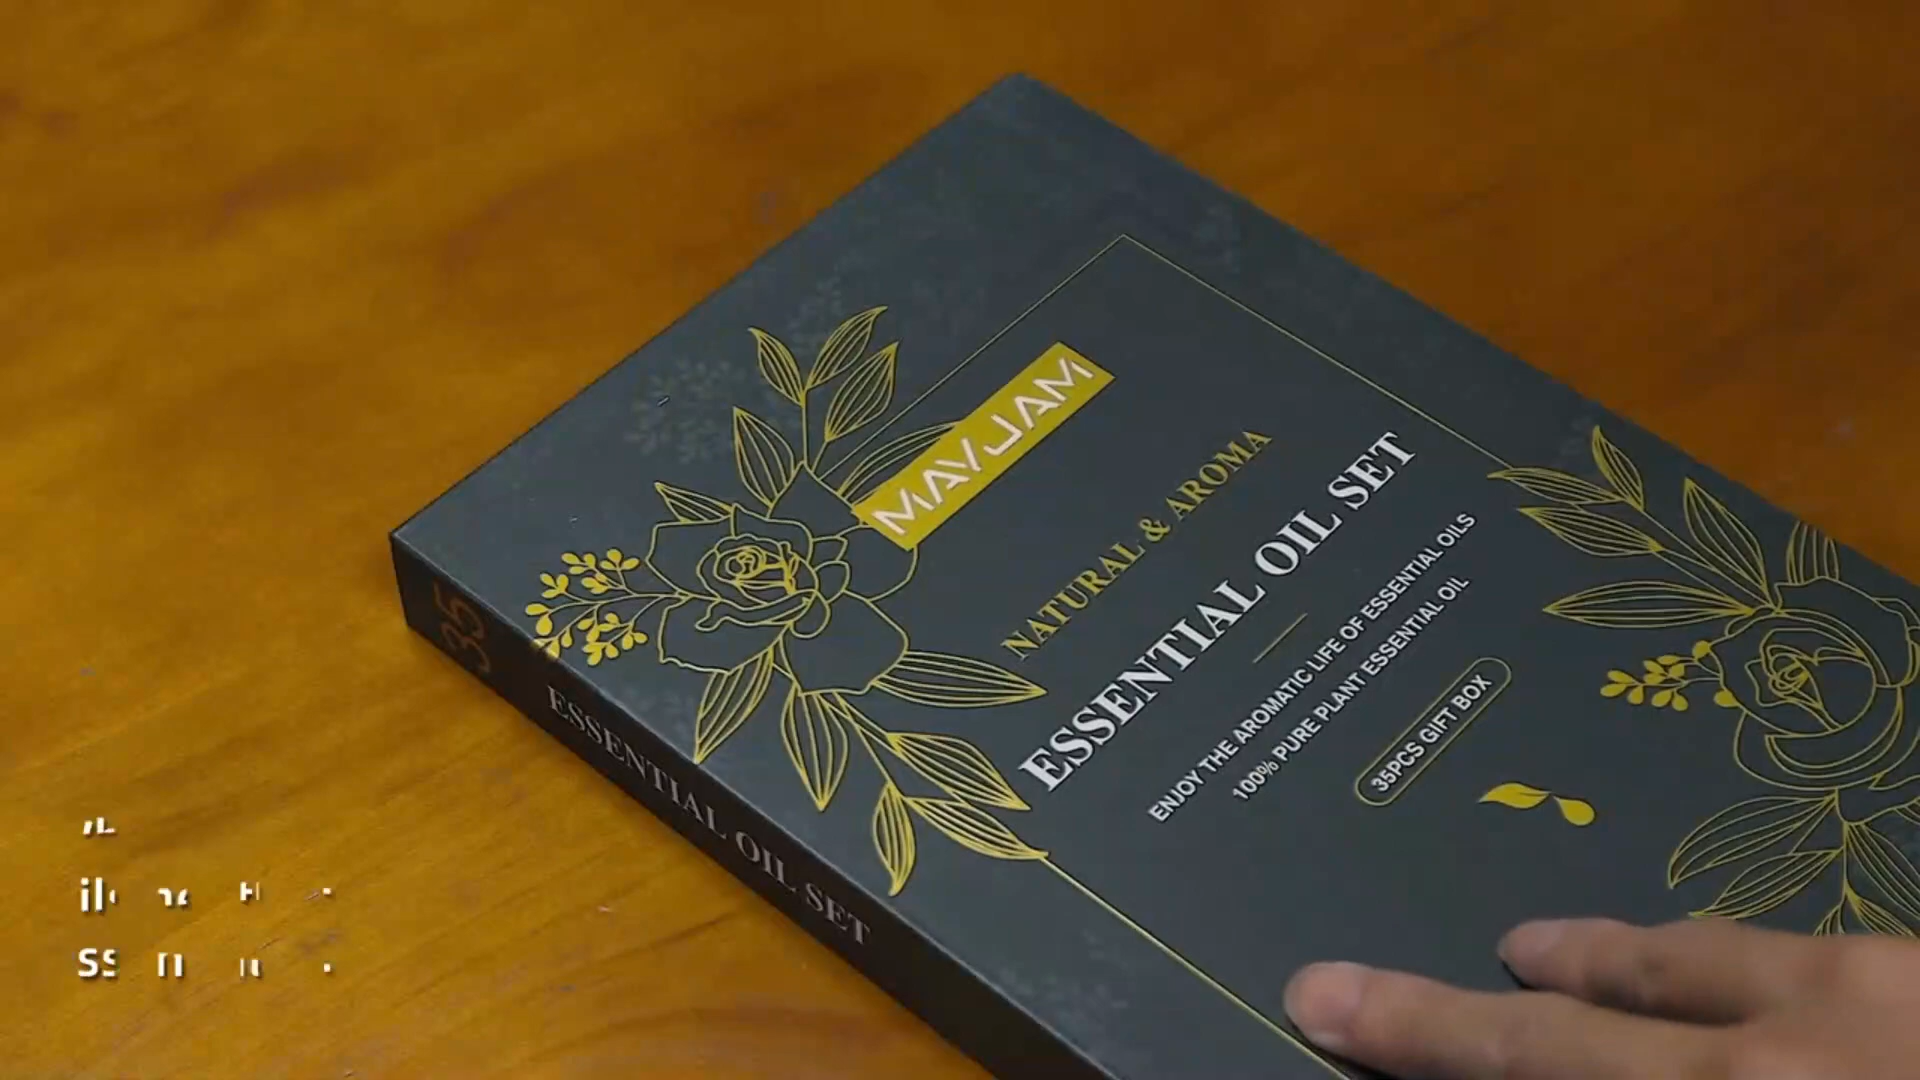 MAYJAM
NATURAL & AROMA
ESSENTIAL OIL SET
ENJOY THE AROMATIC LIFE OF ESSENTIAL OILS
100% PURE PLANT ESSENTIAL OIL
35PCS GIFT BOX
35
ESSENTIAL OIL SET